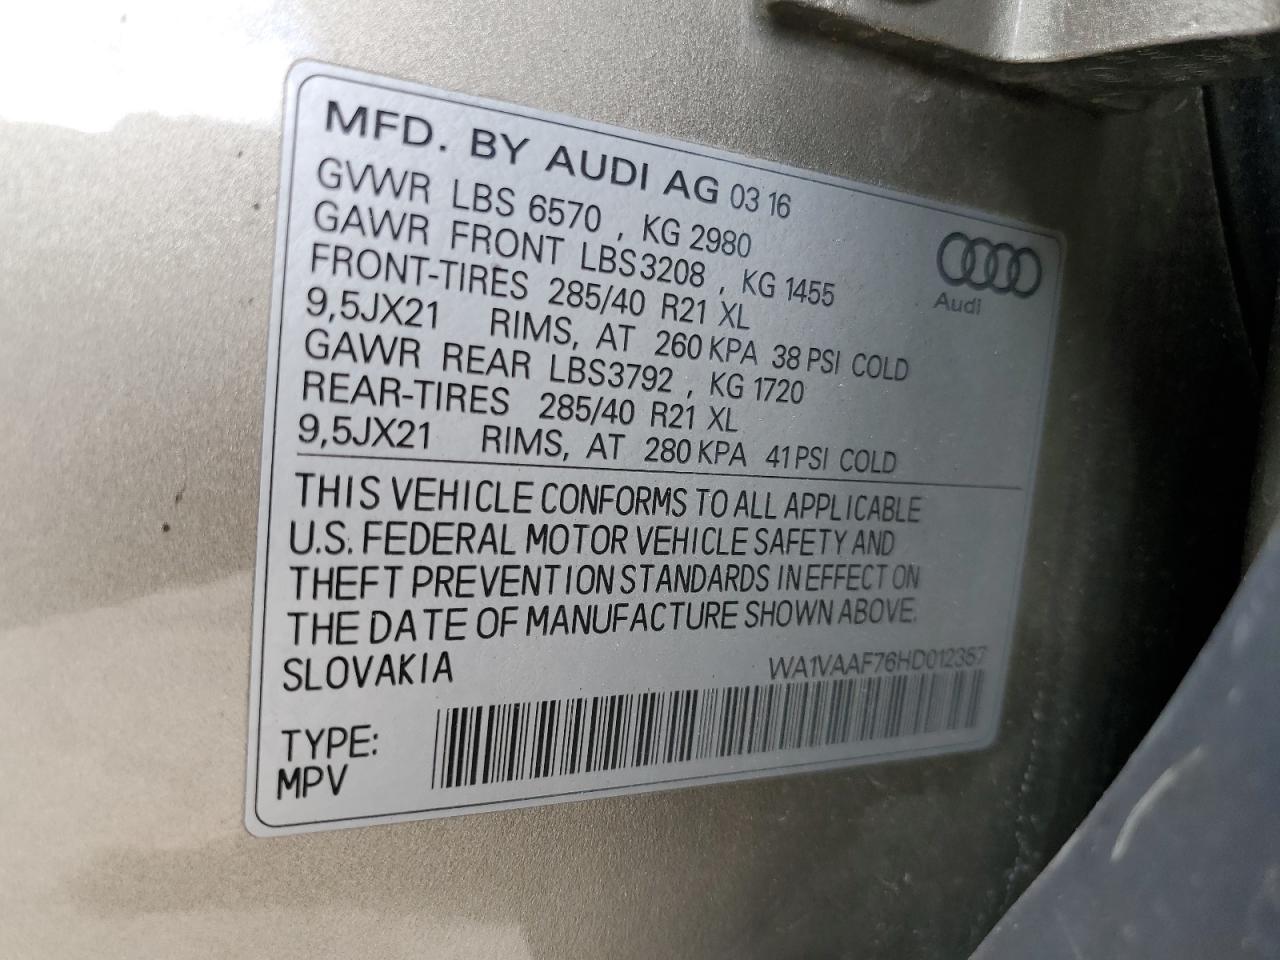 MFD. BY AUDI AG 03 16
GVWR LBS 6570 , KG 2980
GAWR FRONT LBS 3208 , KG 1455
FRONT-TIRES 285/40 R21 XL
9,5JX21 RIMS, AT 260 KPA 38 PSI COLD
GAWR REAR LBS 3792 , KG 1720
REAR-TIRES 285/40 R21 XL
9,5JX21 RIMS, AT 280 KPA 41 PSI COLD
Audi
THIS VEHICLE CONFORMS TO ALL APPLICABLE
U.S. FEDERAL MOTOR VEHICLE SAFETY AND
THEFT PREVENTION STANDARDS IN EFFECT ON
THE DATE OF MANUFACTURE SHOWN ABOVE.
SLOVAKIA
WA1VAAF76HD012357
TYPE:
MPV